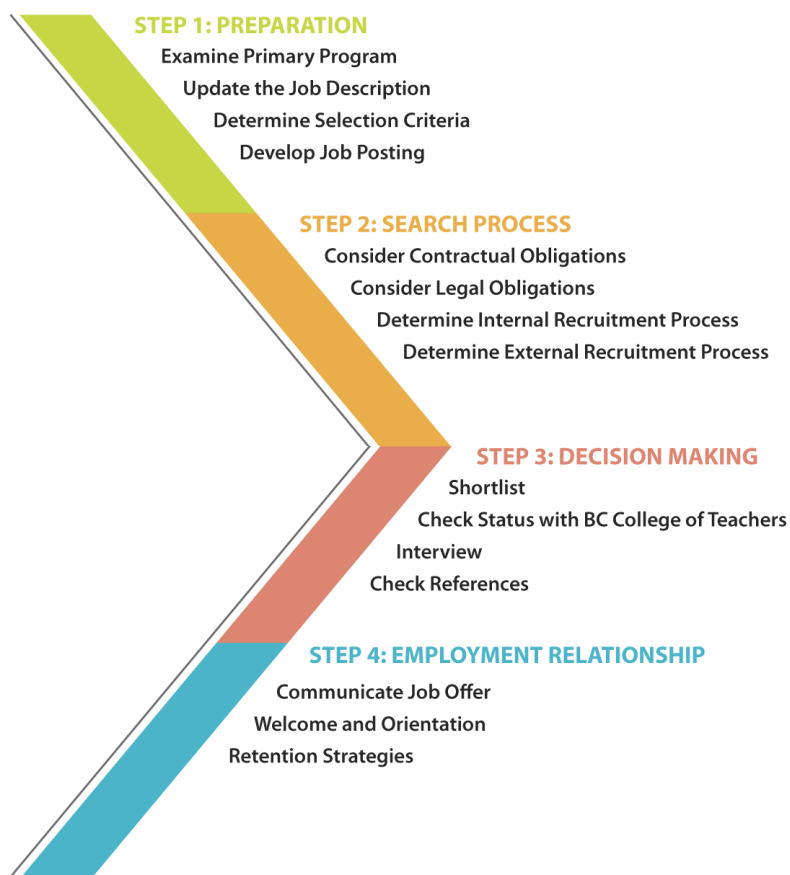 STEP 1: PREPARATION
Examine Primary Program
Update the Job Description
Determine Selection Criteria
Develop Job Posting
STEP 2: SEARCH PROCESS
Consider Contractual Obligations
Consider Legal Obligations
Determine Internal Recruitment Process
Determine External Recruitment Process
STEP 3: DECISION MAKING
Shortlist
Check Status with BC College of Teachers
Interview
Check References
STEP 4: EMPLOYMENT RELATIONSHIP
Communicate Job Offer
Welcome and Orientation
Retention Strategies